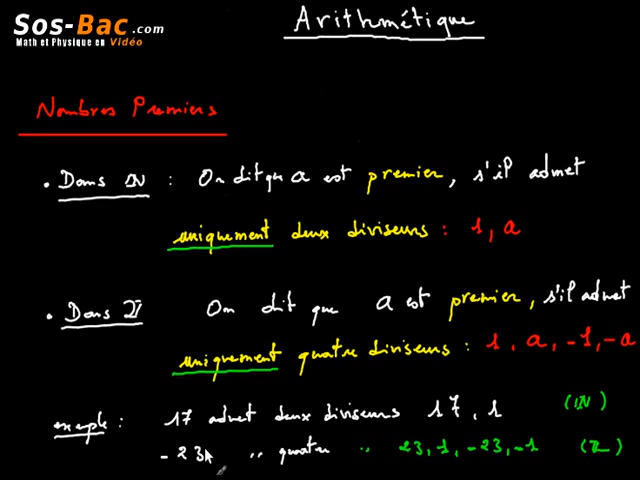 Sos-Bac.com
Math et Physique en Vidéo
Arithmétique
Nombres Premiers
• Dans ℕ : On dit que a est premier, s'il admet
uniquement deux diviseurs : 1, a
• Dans ℤ On dit que a est premier, s'il admet
uniquement quatre diviseurs : 1, a, -1, -a
exemple : 17 admet deux diviseurs 17, 1 (ℕ)
-23 '' quatre '' 23, 1, -23, -1 (ℤ)